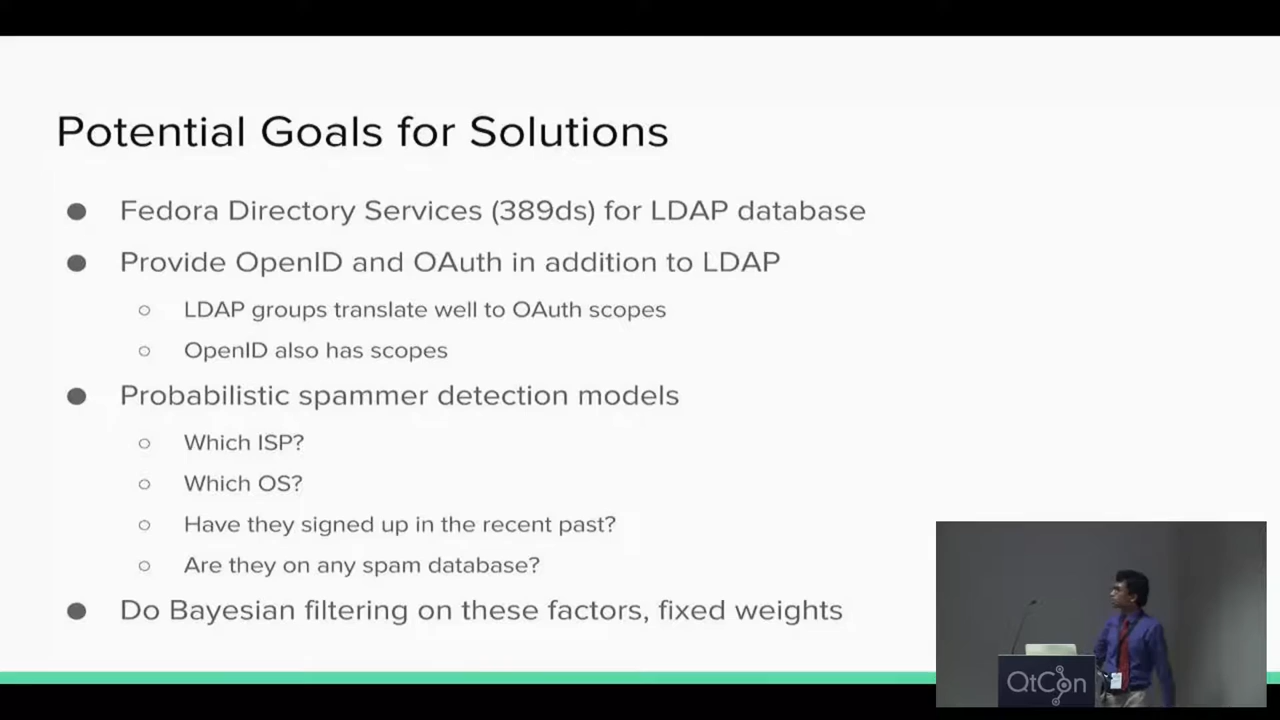 Potential Goals for Solutions
● Fedora Directory Services (389ds) for LDAP database
● Provide OpenID and OAuth in addition to LDAP
○ LDAP groups translate well to OAuth scopes
○ OpenID also has scopes
● Probabilistic spammer detection models
○ Which ISP?
○ Which OS?
○ Have they signed up in the recent past?
○ Are they on any spam database?
● Do Bayesian filtering on these factors, fixed weights
QtCon